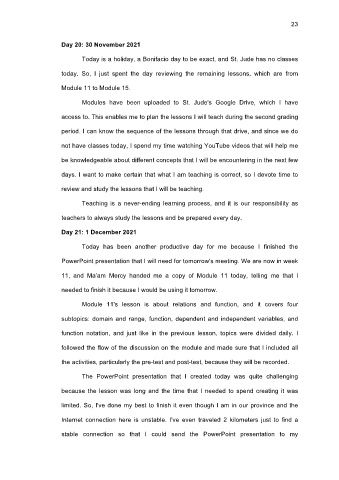 23
Day 20: 30 November 2021
Today is a holiday, a Bonifacio day to be exact, and St. Jude has no classes
today. So, I just spent the day reviewing the remaining lessons, which are from
Module 11 to Module 15.
Modules have been uploaded to St. Jude's Google Drive, which I have
access to. This enables me to plan the lessons I will teach during the second grading
period. I can know the sequence of the lessons through that drive, and since we do
not have classes today, I spend my time watching YouTube videos that will help me
be knowledgeable about different concepts that I will be encountering in the next few
days. I want to make certain that what I am teaching is correct, so I devote time to
review and study the lessons that I will be teaching.
Teaching is a never-ending learning process, and it is our responsibility as
teachers to always study the lessons and be prepared every day.
Day 21: 1 December 2021
Today has been another productive day for me because I finished the
PowerPoint presentation that I will need for tomorrow's meeting. We are now in week
11, and Ma'am Mercy handed me a copy of Module 11 today, telling me that I
needed to finish it because I would be using it tomorrow.
Module 11's lesson is about relations and function, and it covers four
subtopics: domain and range, function, dependent and independent variables, and
function notation, and just like in the previous lesson, topics were divided daily. I
followed the flow of the discussion on the module and made sure that I included all
the activities, particularly the pre-test and post-test, because they will be recorded.
The PowerPoint presentation that I created today was quite challenging
because the lesson was long and the time that I needed to spend creating it was
limited. So, I've done my best to finish it even though I am in our province and the
Internet connection here is unstable. I've even traveled 2 kilometers just to find a
stable connection so that I could send the PowerPoint presentation to my